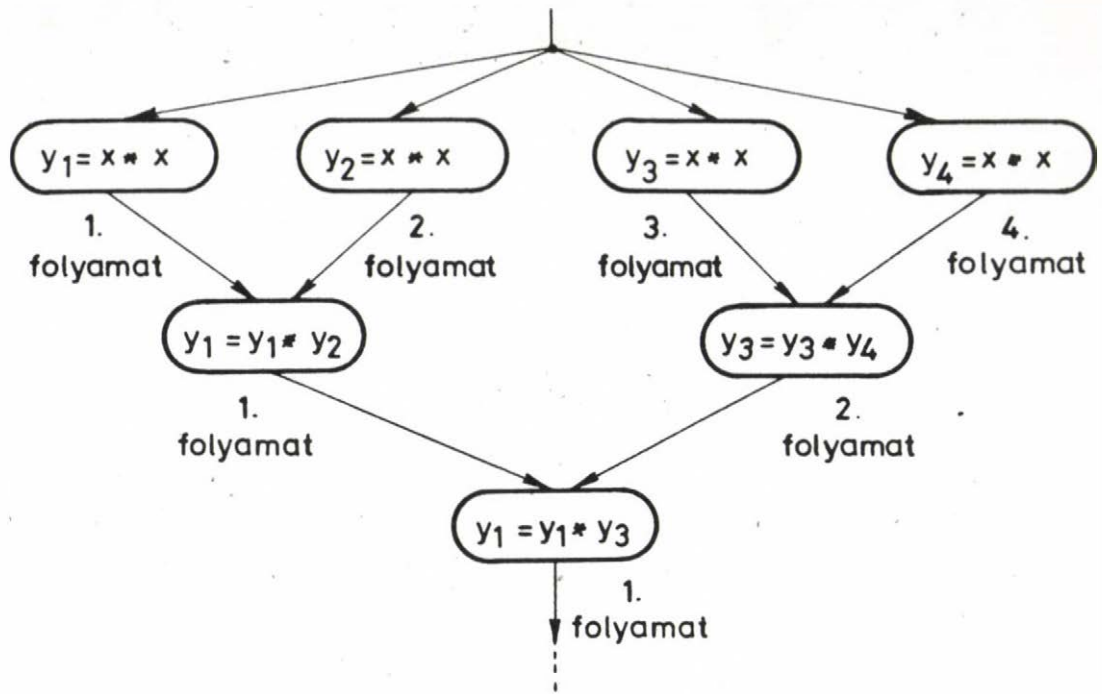 y₁ = x * x
y₂ = x * x
y₃ = x * x
y₄ = x * x
1.
folyamat
2.
folyamat
3.
folyamat
4.
folyamat
y₁ = y₁ * y₂
y₃ = y₃ * y₄
1.
folyamat
2.
folyamat
y₁ = y₁ * y₃
1.
folyamat